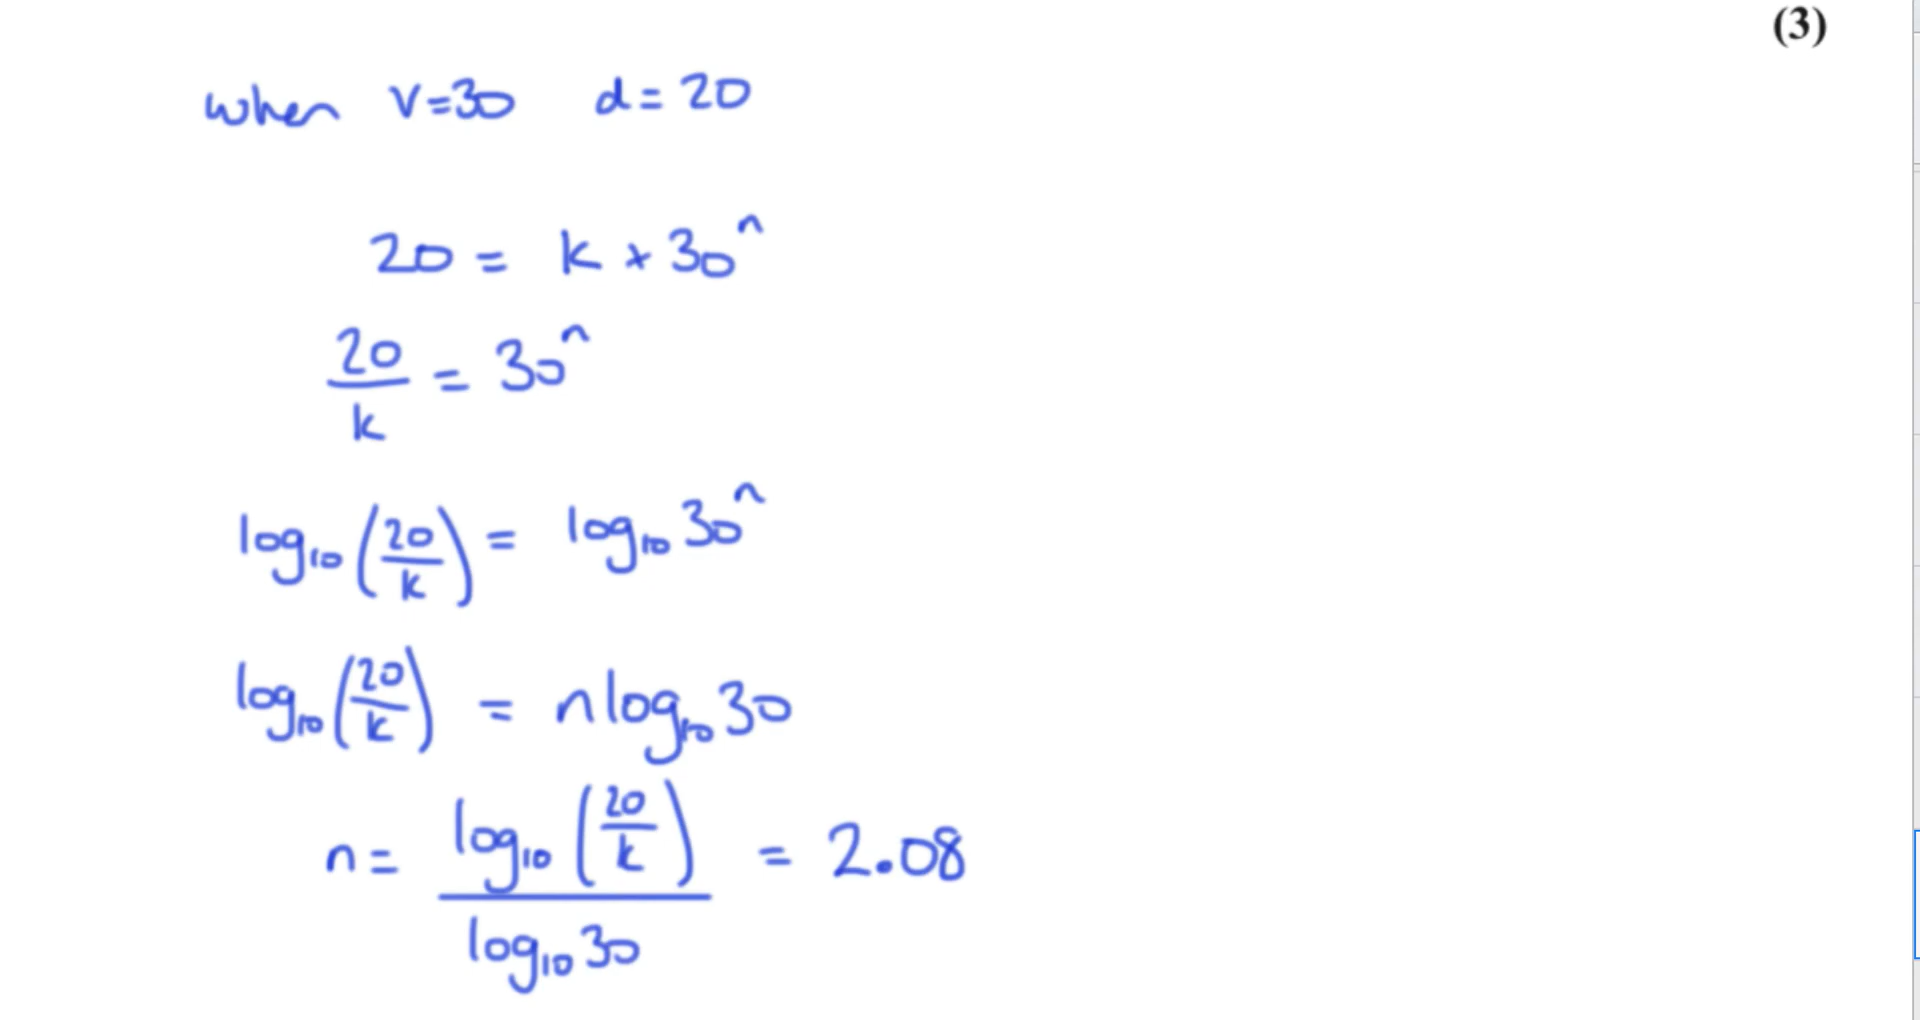 (3)
when V=30 d=20
20 = k × 30^n
20/k = 30^n
log₁₀(20/k) = log₁₀ 30^n
log₁₀(20/k) = n log₁₀ 30
n = log₁₀(20/k) / log₁₀ 30 = 2.08